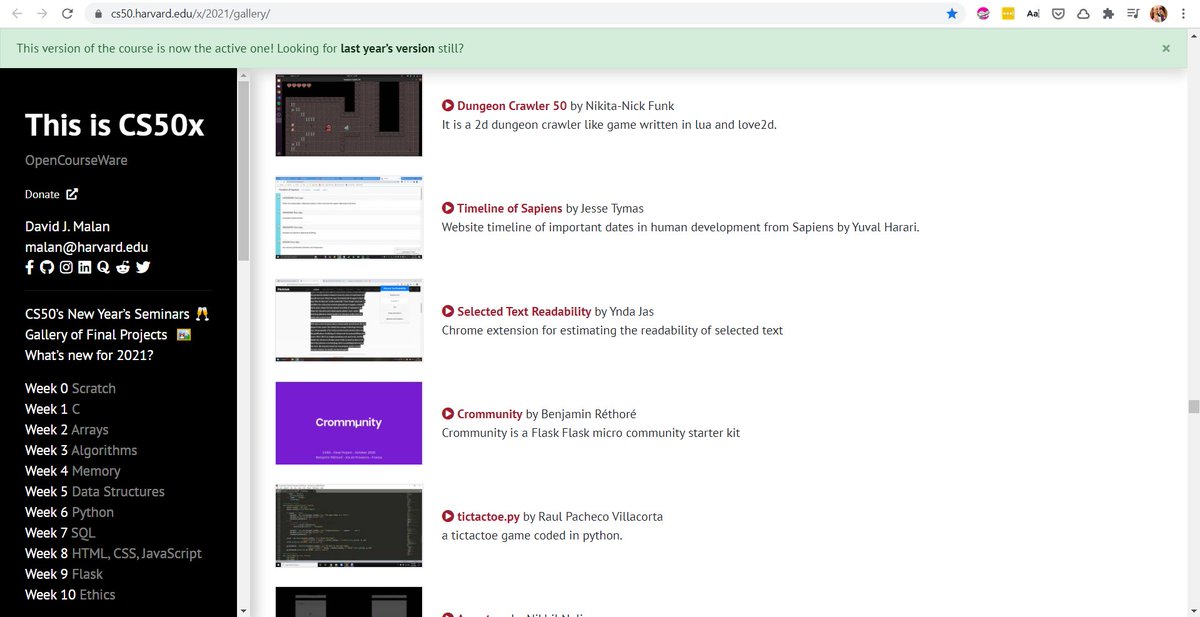 cs50.harvard.edu/x/2021/gallery/
This version of the course is now the active one! Looking for last year's version still?
This is CS50x
OpenCourseWare
Donate
David J. Malan
malan@harvard.edu
CS50's New Year's Seminars
Gallery of Final Projects
What's new for 2021?
Week 0 Scratch
Week 1 C
Week 2 Arrays
Week 3 Algorithms
Week 4 Memory
Week 5 Data Structures
Week 6 Python
Week 7 SQL
Week 8 HTML, CSS, JavaScript
Week 9 Flask
Week 10 Ethics
Dungeon Crawler 50 by Nikita-Nick Funk
It is a 2d dungeon crawler like game written in lua and love2d.
Timeline of Sapiens by Jesse Tymas
Website timeline of important dates in human development from Sapiens by Yuval Harari.
Selected Text Readability by Ynda Jas
Chrome extension for estimating the readability of selected text
Crommunity
Crommunity by Benjamin Réthoré
Crommunity is a Flask Flask micro community starter kit
tictactoe.py by Raul Pacheco Villacorta
a tictactoe game coded in python.